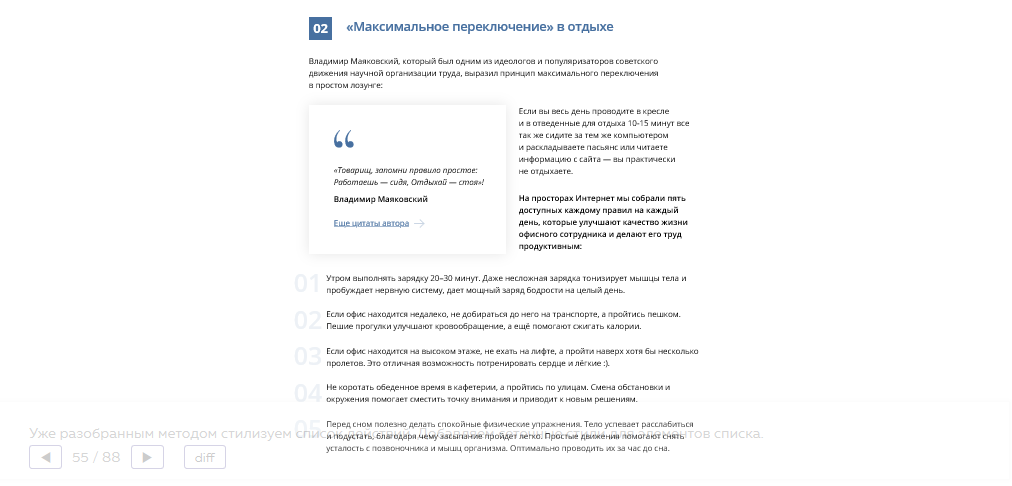 02 «Максимальное переключение» в отдыхе
Владимир Маяковский, который был одним из идеологов и популяризаторов советского
движения научной организации труда, выразил принцип максимального переключения
в простом лозунге:
“
«Товарищ, запомни правило простое:
Работаешь — сидя, Отдыхай — стоя»!
Владимир Маяковский
Еще цитаты автора →
Если вы весь день проводите в кресле
и в отведенные для отдыха 10-15 минут все
так же сидите за тем же компьютером
и раскладываете пасьянс или читаете
информацию с сайта — вы практически
не отдыхаете.
На просторах Интернет мы собрали пять
доступных каждому правил на каждый
день, которые улучшают качество жизни
офисного сотрудника и делают его труд
продуктивным:
01 Утром выполнять зарядку 20–30 минут. Даже несложная зарядка тонизирует мышцы тела и
пробуждает нервную систему, дает мощный заряд бодрости на целый день.
02 Если офис находится недалеко, не добираться до него на транспорте, а пройтись пешком.
Пешие прогулки улучшают кровообращение, а ещё помогают сжигать калории.
03 Если офис находится на высоком этаже, не ехать на лифте, а пройти наверх хотя бы несколько
пролетов. Это отличная возможность потренировать сердце и лёгкие :).
04 Не коротать обеденное время в кафетерии, а пройтись по улицам. Смена обстановки и
окружения помогает сместить точку внимания и приводит к новым решениям.
05 Перед сном полезно делать спокойные физические упражнения. Тело успевает расслабиться
и подустать, благодаря чему засыпание пройдет легко. Простые движения помогают снять
усталость с позвоночника и мышц организма. Оптимально проводить их за час до сна.
Уже разобранным методом стилизуем список действий. Добавляем сеточные стили для элементов списка.
◀ 55 / 88 ▶ diff